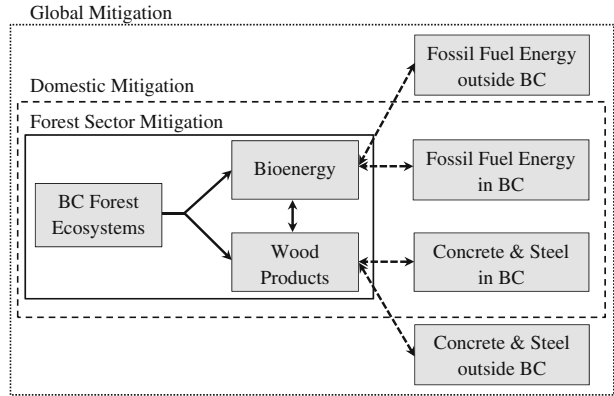 Global Mitigation
Fossil Fuel Energy
outside BC
Domestic Mitigation
Forest Sector Mitigation
Bioenergy
Fossil Fuel Energy
in BC
BC Forest
Ecosystems
Wood
Products
Concrete & Steel
in BC
Concrete & Steel
outside BC